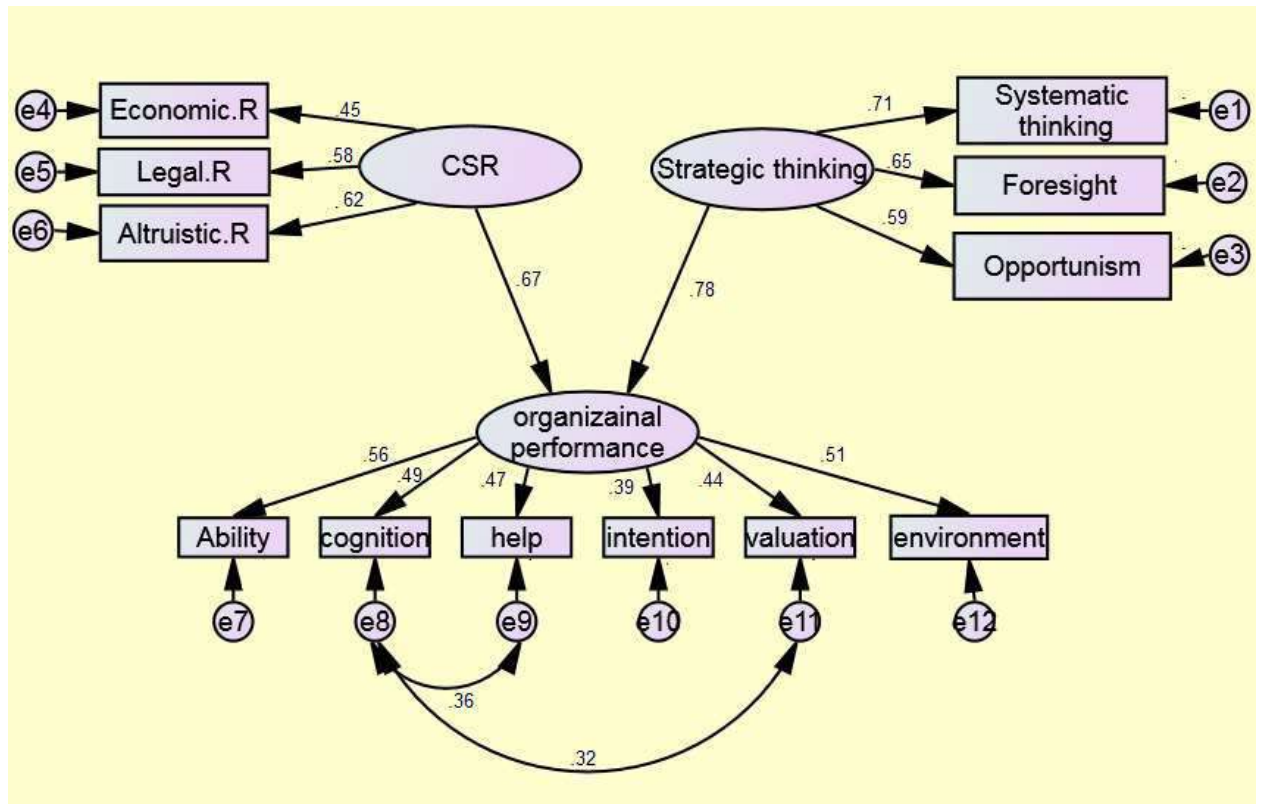 e4
Economic.R
.45
e5
Legal.R
.58
e6
Altruistic.R
.62
CSR
Strategic thinking
.71
Systematic
thinking
e1
.65
Foresight
e2
.59
Opportunism
e3
.67
.78
organizainal
performance
.56
.49
.47
.39
.44
.51
Ability
cognition
help
intention
valuation
environment
e7
e8
e9
e10
e11
e12
.36
.32